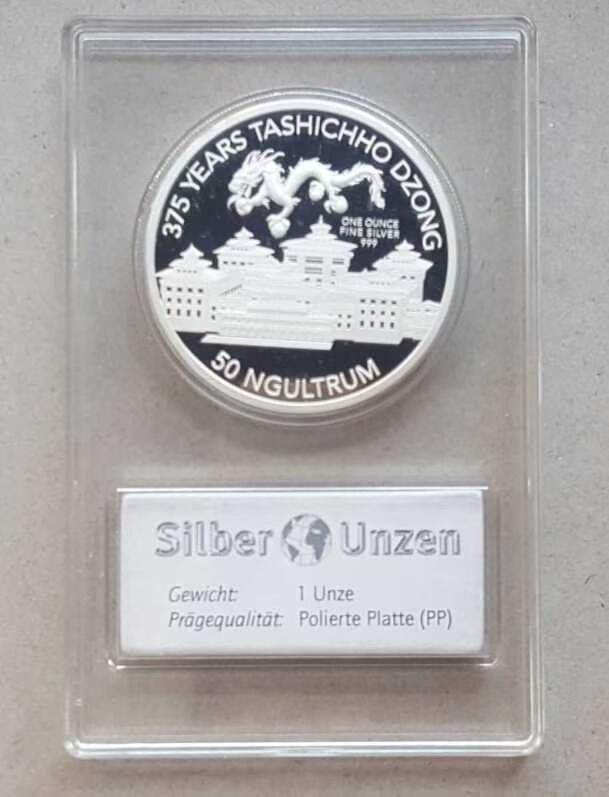 375 YEARS TASHICHHO DZONG
ONE OUNCE
FINE SILVER
999
50 NGULTRUM
Silber Unzen
Gewicht: 1 Unze
Prägequalität: Polierte Platte (PP)